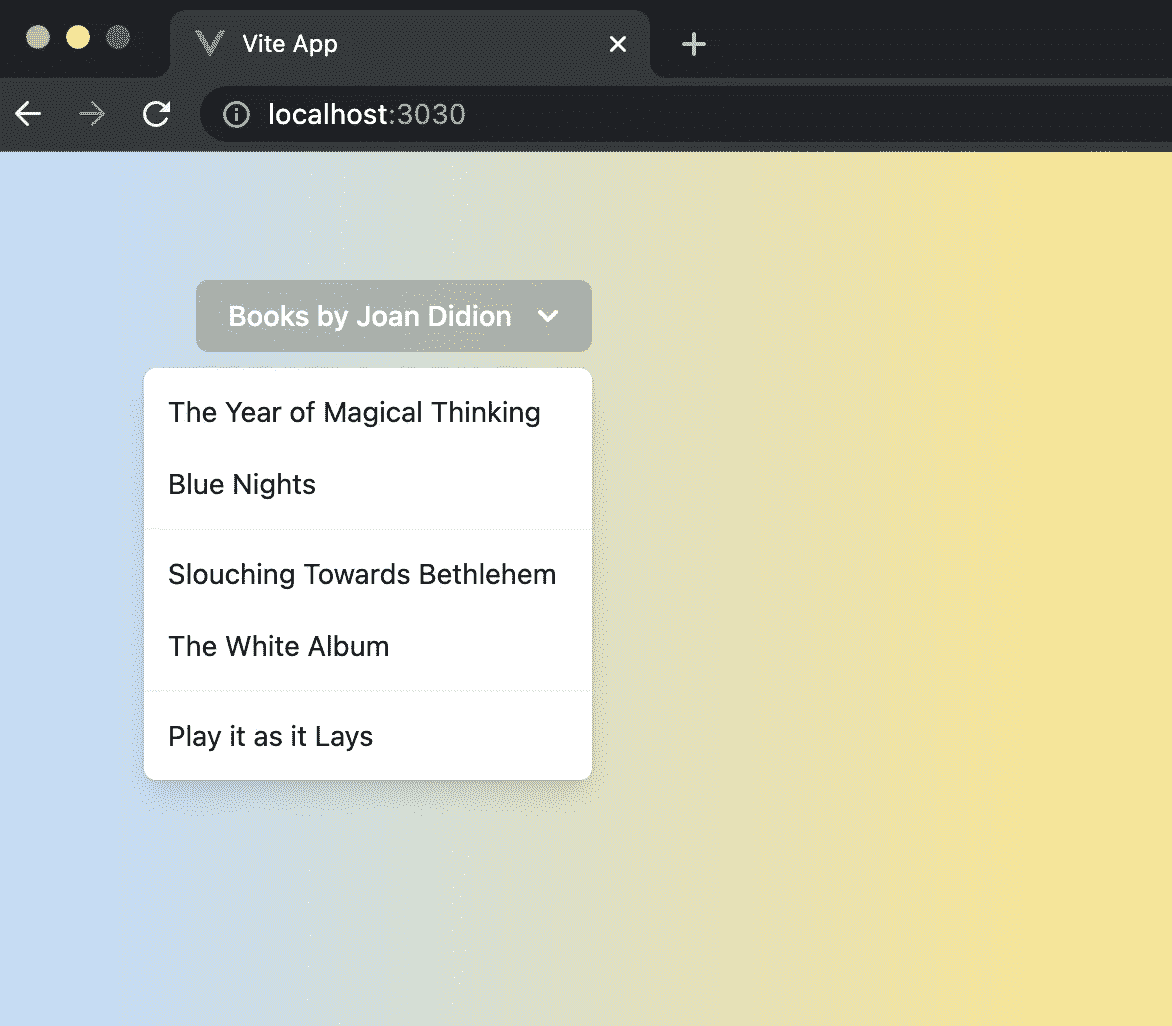 Vite App
localhost:3030
Books by Joan Didion
The Year of Magical Thinking
Blue Nights
Slouching Towards Bethlehem
The White Album
Play it as it Lays